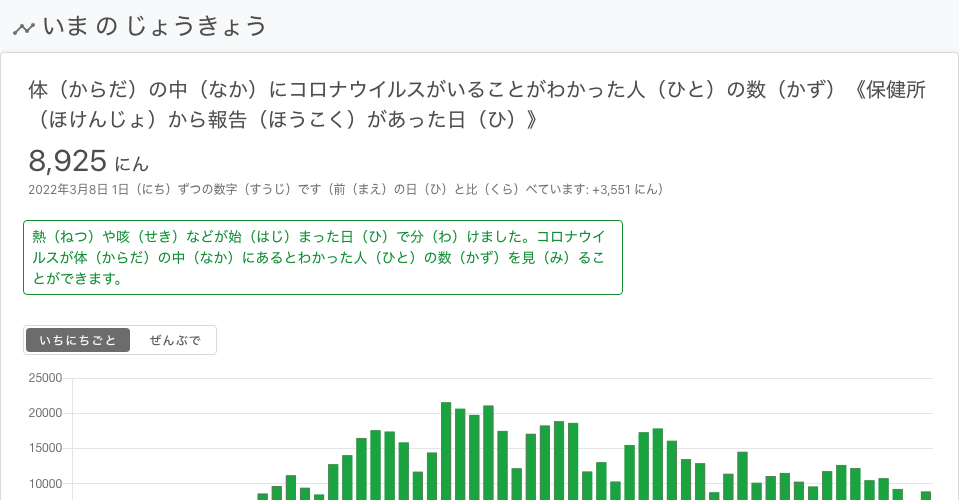 いま の じょうきょう
体（からだ）の中（なか）にコロナウイルスがいることがわかった人（ひと）の数（かず）《保健所
（ほけんじょ）から報告（ほうこく）があった日（ひ）》
8,925 にん
2022年3月8日 1日（にち）ずつの数字（すうじ）です（前（まえ）の日（ひ）と比（くら）べています: +3,551 にん）
熱（ねつ）や咳（せき）などが始（はじ）まった日（ひ）で分（わ）けました。コロナウイ
ルスが体（からだ）の中（なか）にあるとわかった人（ひと）の数（かず）を見（み）るこ
とができます。
いちにちごと ぜんぶで
25000
20000
15000
10000